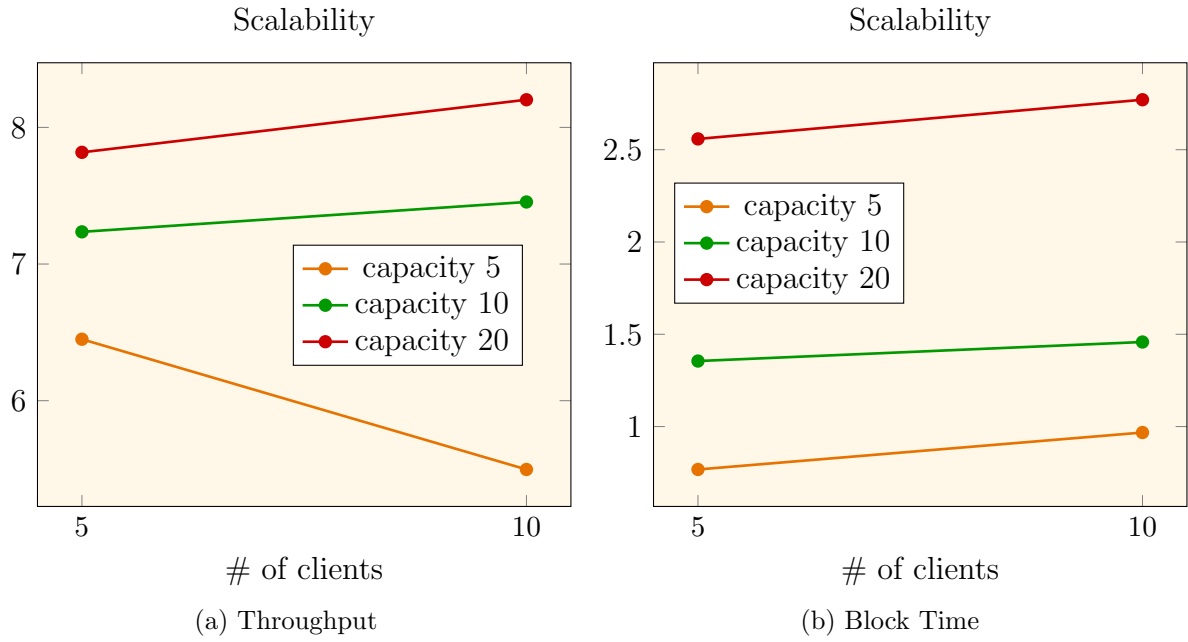 Scalability
8
7
6
5
10
capacity 5
capacity 10
capacity 20
# of clients
(a) Throughput
Scalability
2.5
2
1.5
1
5
10
capacity 5
capacity 10
capacity 20
# of clients
(b) Block Time